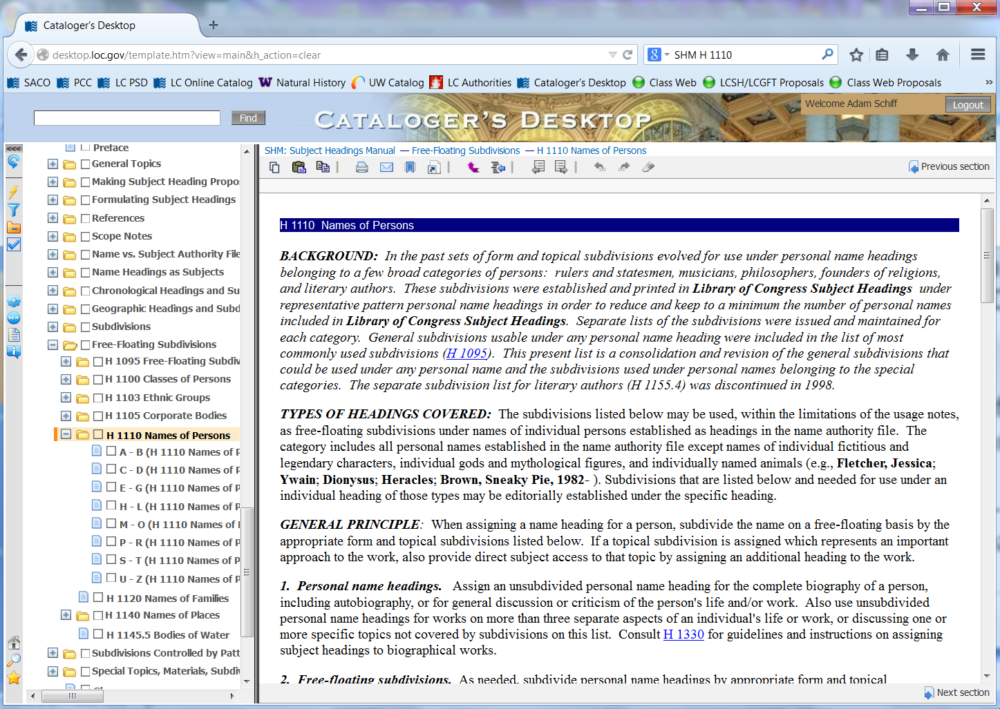 Cataloger's Desktop
desktop.loc.gov/template.htm?view=main&h_action=clear
SHM H 1110
SACO PCC LC PSD LC Online Catalog Natural History UW Catalog LC Authorities Cataloger's Desktop Class Web LCSH/LCGFT Proposals Class Web Proposals »
Find
CATALOGER'S DESKTOP
Welcome Adam Schiff
Logout
<<<
Preface
General Topics
Making Subject Heading Propo
Formulating Subject Headings
References
Scope Notes
Name vs. Subject Authority File
Name Headings as Subjects
Chronological Headings and Su
Geographic Headings and Subd
Subdivisions
Free-Floating Subdivisions
H 1095 Free-Floating Subdiv
H 1100 Classes of Persons
H 1103 Ethnic Groups
H 1105 Corporate Bodies
H 1110 Names of Persons
A - B (H 1110 Names of P
C - D (H 1110 Names of P
E - G (H 1110 Names of P
H - L (H 1110 Names of P
M - O (H 1110 Names of
P - R (H 1110 Names of P
S - T (H 1110 Names of P
U - Z (H 1110 Names of P
H 1120 Names of Families
H 1140 Names of Places
H 1145.5 Bodies of Water
Subdivisions Controlled by Patt
Special Topics, Materials, Subdiv
SHM: Subject Headings Manual — Free-Floating Subdivisions — H 1110 Names of Persons
Previous section
H 1110 Names of Persons
BACKGROUND: In the past sets of form and topical subdivisions evolved for use under personal name headings
belonging to a few broad categories of persons: rulers and statesmen, musicians, philosophers, founders of religions,
and literary authors. These subdivisions were established and printed in Library of Congress Subject Headings under
representative pattern personal name headings in order to reduce and keep to a minimum the number of personal names
included in Library of Congress Subject Headings. Separate lists of the subdivisions were issued and maintained for
each category. General subdivisions usable under any personal name heading were included in the list of most
commonly used subdivisions (H 1095). This present list is a consolidation and revision of the general subdivisions that
could be used under any personal name and the subdivisions used under personal names belonging to the special
categories. The separate subdivision list for literary authors (H 1155.4) was discontinued in 1998.
TYPES OF HEADINGS COVERED: The subdivisions listed below may be used, within the limitations of the usage notes,
as free-floating subdivisions under names of individual persons established as headings in the name authority file. The
category includes all personal names established in the name authority file except names of individual fictitious and
legendary characters, individual gods and mythological figures, and individually named animals (e.g., Fletcher, Jessica;
Ywain; Dionysus; Heracles; Brown, Sneaky Pie, 1982- ). Subdivisions that are listed below and needed for use under an
individual heading of those types may be editorially established under the specific heading.
GENERAL PRINCIPLE: When assigning a name heading for a person, subdivide the name on a free-floating basis by the
appropriate form and topical subdivisions listed below. If a topical subdivision is assigned which represents an important
approach to the work, also provide direct subject access to that topic by assigning an additional heading to the work.
1. Personal name headings. Assign an unsubdivided personal name heading for the complete biography of a person,
including autobiography, or for general discussion or criticism of the person's life and/or work. Also use unsubdivided
personal name headings for works on more than three separate aspects of an individual's life or work, or discussing one or
more specific topics not covered by subdivisions on this list. Consult H 1330 for guidelines and instructions on assigning
subject headings to biographical works.
2. Free-floating subdivisions. As needed, subdivide personal name headings by appropriate form and topical
Next section